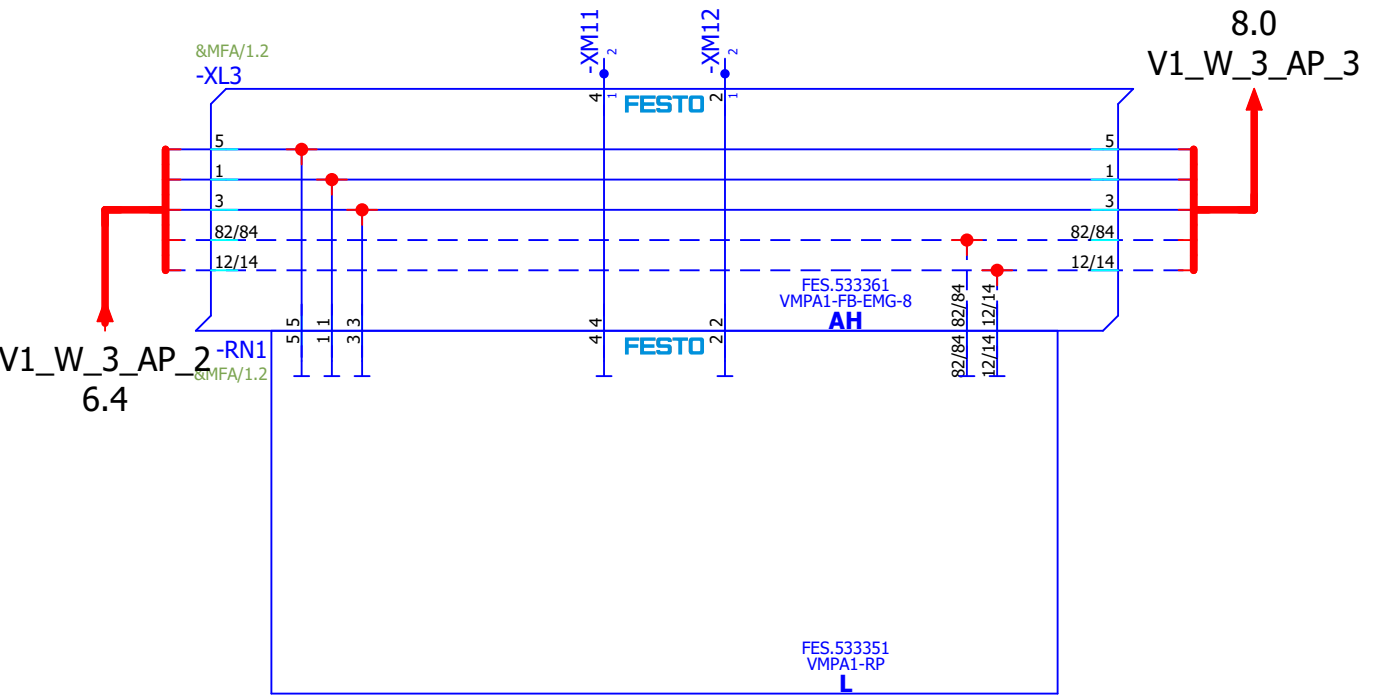 8.0
V1_W_3_AP_3
-XM11
2
-XM12
2
&MFA/1.2
-XL3
4
1
FESTO
2
1
5
5
1
1
3
3
82/84
82/84
12/14
12/14
FES.533361
VMPA1-FB-EMG-8
AH
5
1
3
4
2
82/84
12/14
V1_W_3_AP_2
6.4
-RN1
&MFA/1.2
5
1
3
4
FESTO
2
82/84
12/14
FES.533351
VMPA1-RP
L